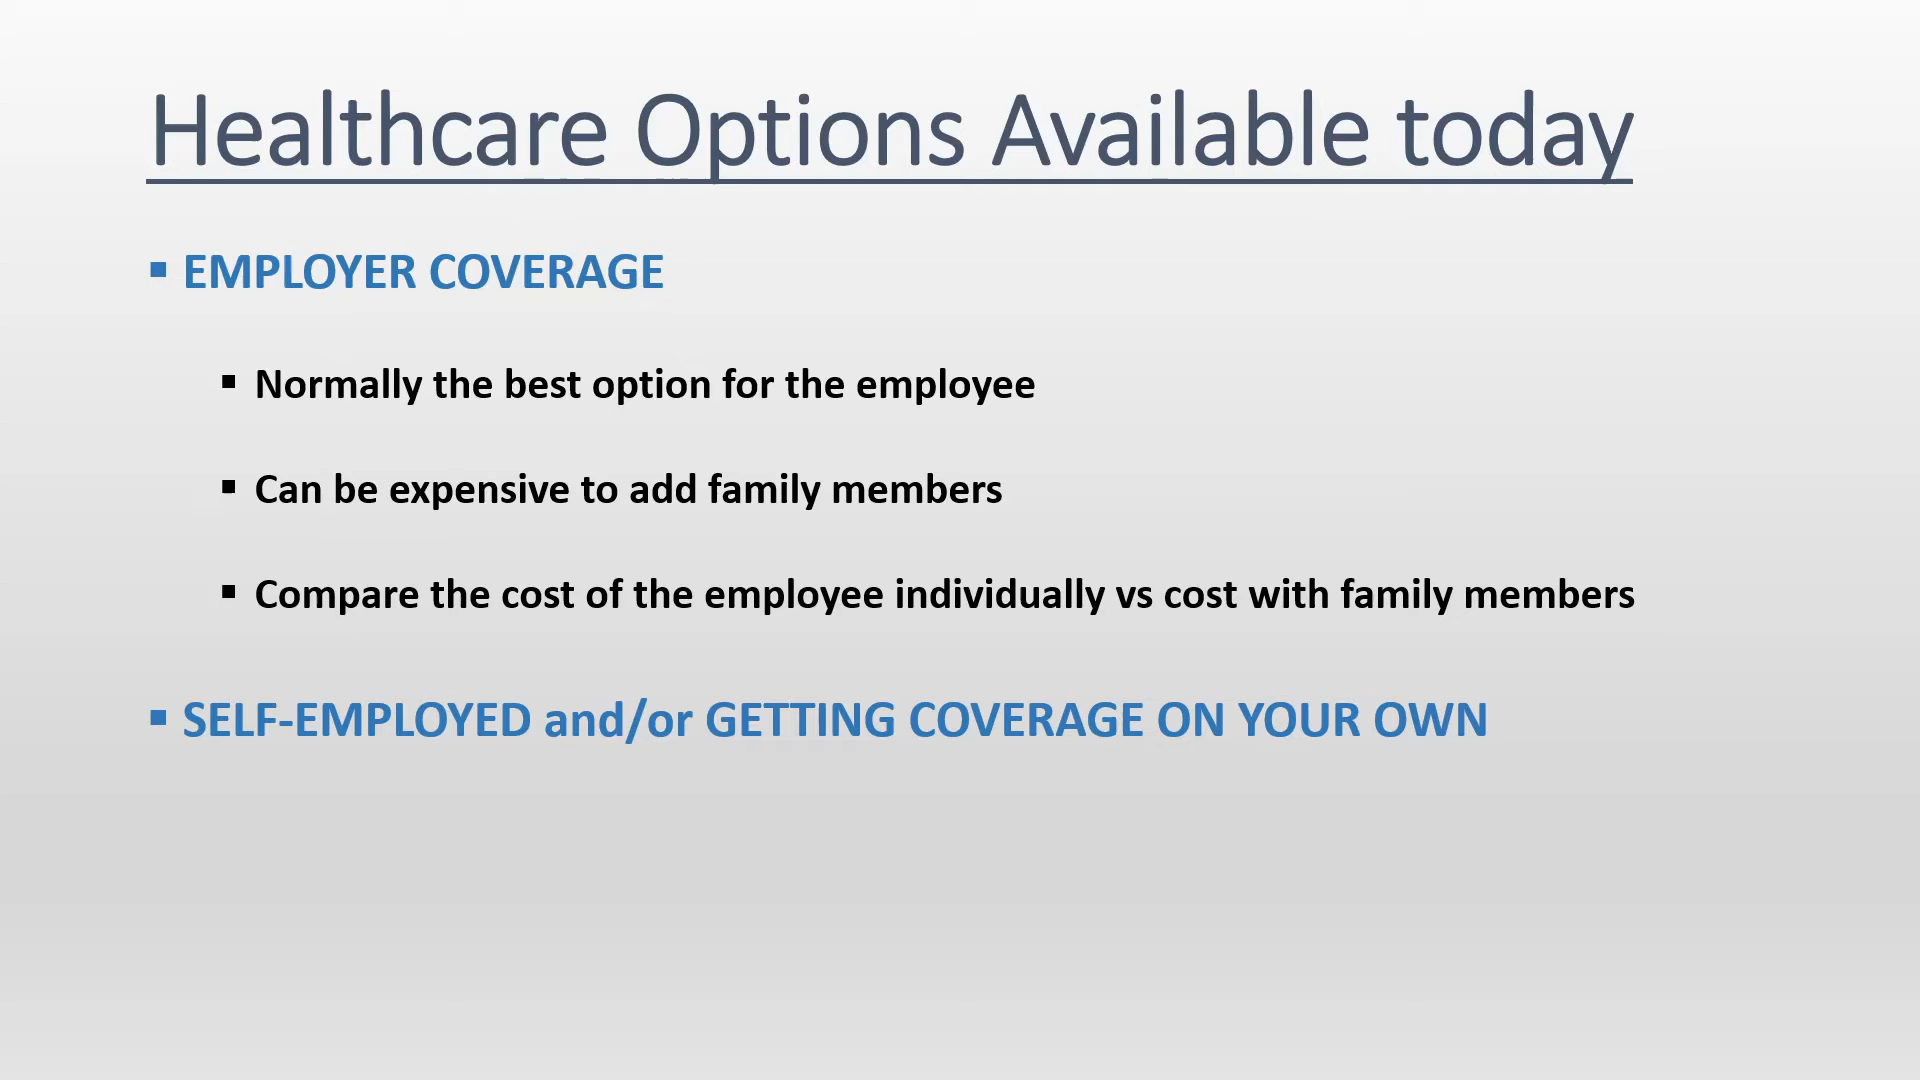 Healthcare Options Available today
▪ EMPLOYER COVERAGE
▪ Normally the best option for the employee
▪ Can be expensive to add family members
▪ Compare the cost of the employee individually vs cost with family members
▪ SELF-EMPLOYED and/or GETTING COVERAGE ON YOUR OWN